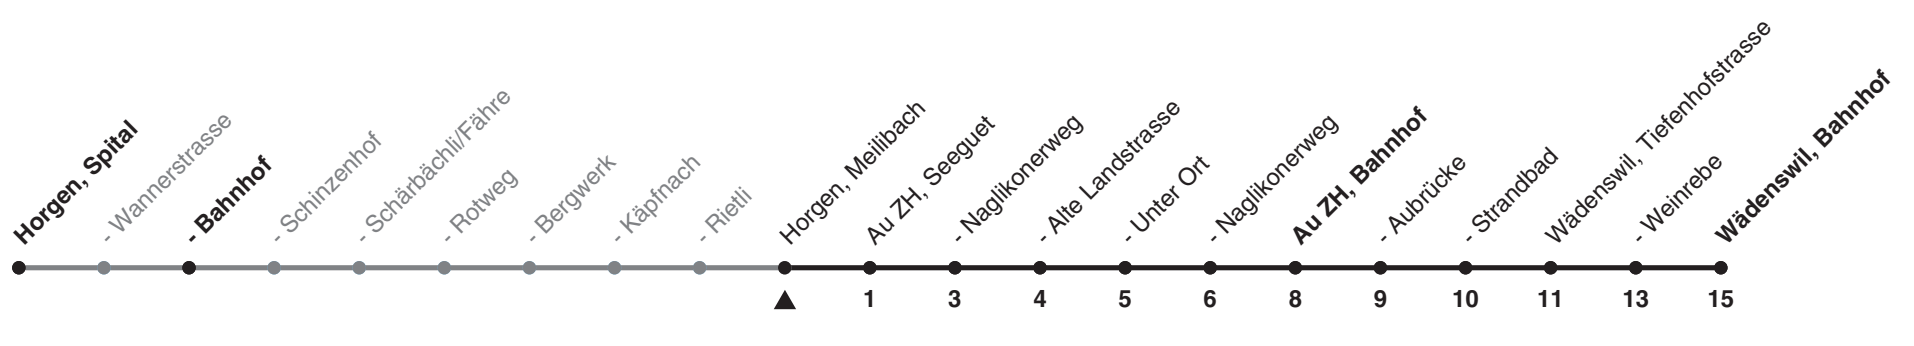 Horgen, Spital
- Wannerstrasse
- Bahnhof
- Schinzenhof
- Schärbächli/Fähre
- Rotweg
- Bergwerk
- Käpfnach
- Rietli
Horgen, Meilibach
Au ZH, Seeguet
- Naglikonerweg
- Alte Landstrasse
- Unter Ort
- Naglikonerweg
Au ZH, Bahnhof
- Aubrücke
- Strandbad
Wädenswil, Tiefenhofstrasse
- Weinrebe
Wädenswil, Bahnhof
1 3 4 5 6 8 9 10 11 13 15